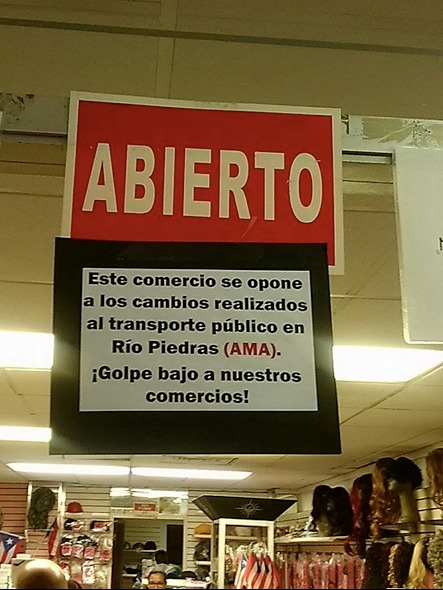 ABIERTO
Este comercio se opone
a los cambios realizados
al transporte público en
Río Piedras (AMA).
¡Golpe bajo a nuestros
comercios!